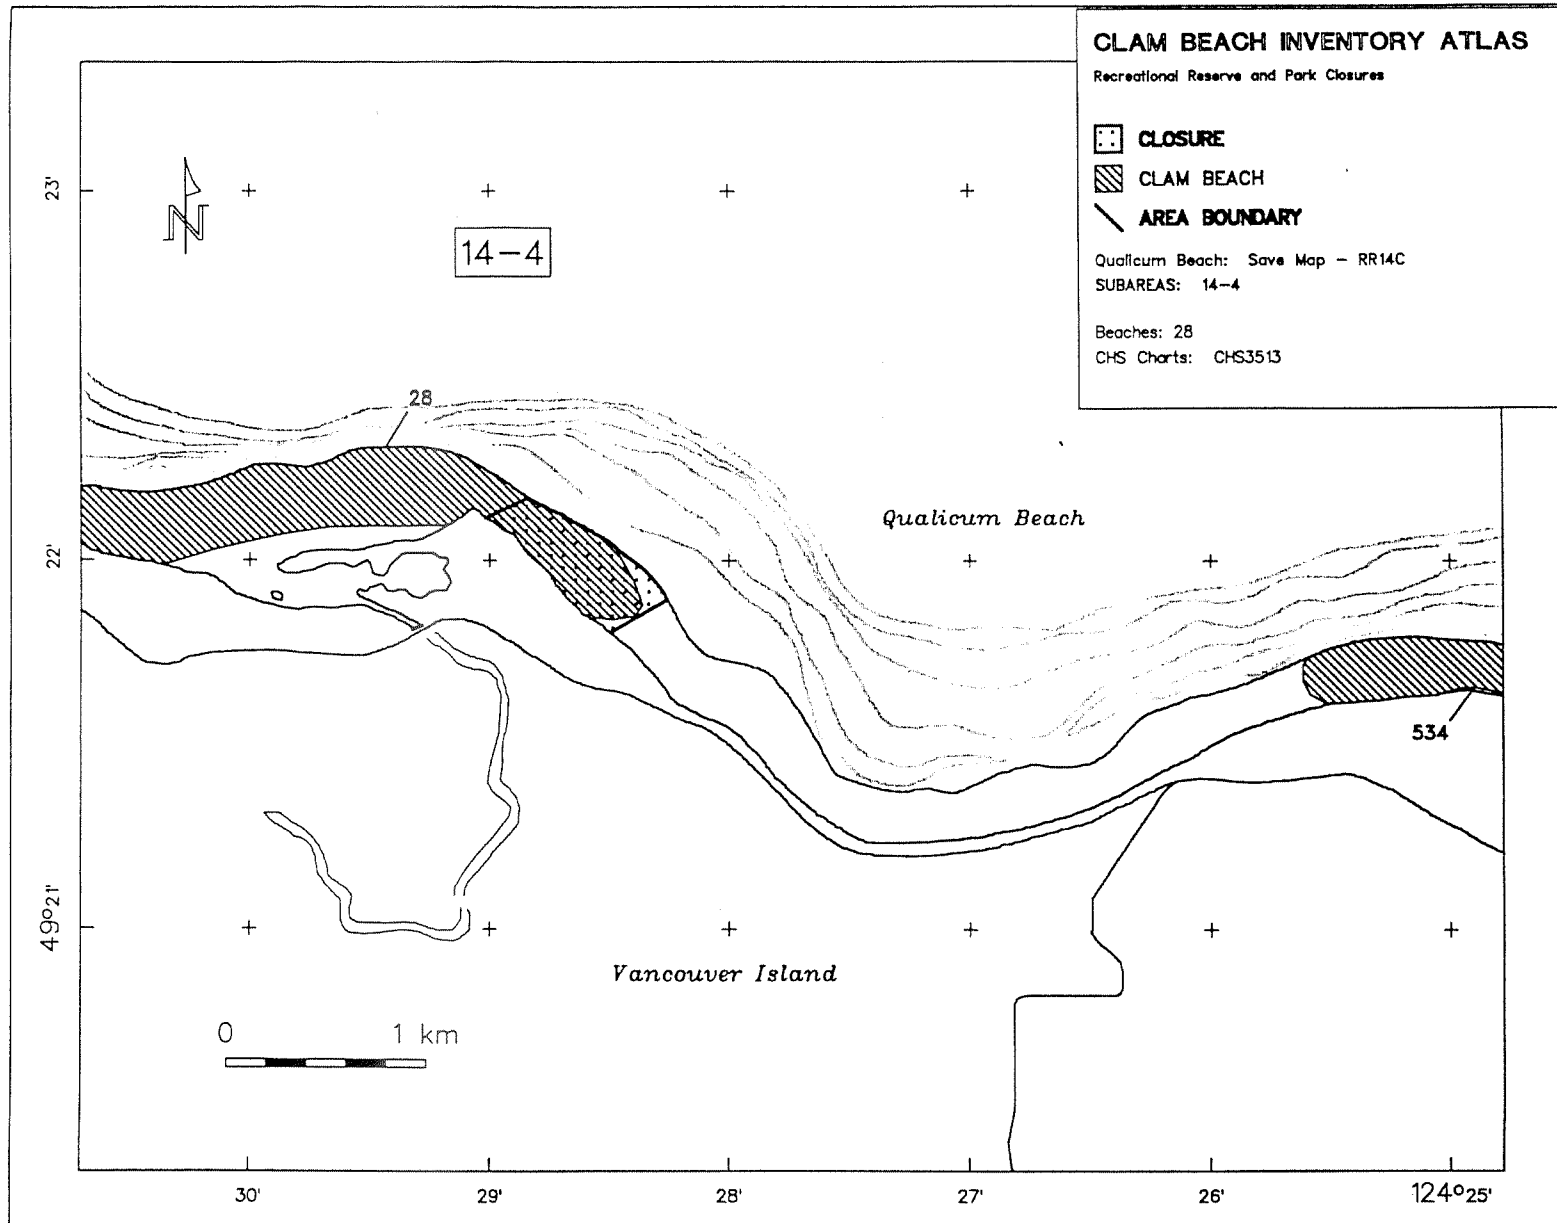 CLAM BEACH INVENTORY ATLAS
Recreational Reserve and Park Closures
CLOSURE
CLAM BEACH
AREA BOUNDARY
Qualicum Beach: Save Map - RR14C
SUBAREAS: 14-4
Beaches: 28
CHS Charts: CHS3513
23'
N
14-4
28
Qualicum Beach
22'
534
49°21'
Vancouver Island
0 1 km
30' 29' 28' 27' 26' 124°25'